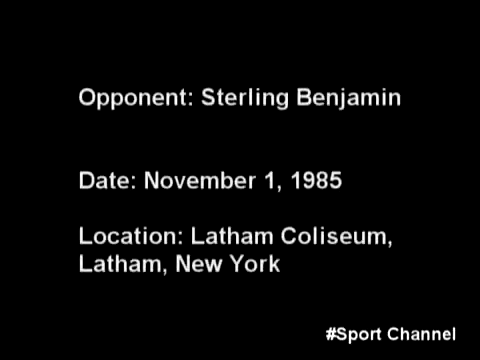 Opponent: Sterling Benjamin
Date: November 1, 1985
Location: Latham Coliseum,
Latham, New York
#Sport Channel